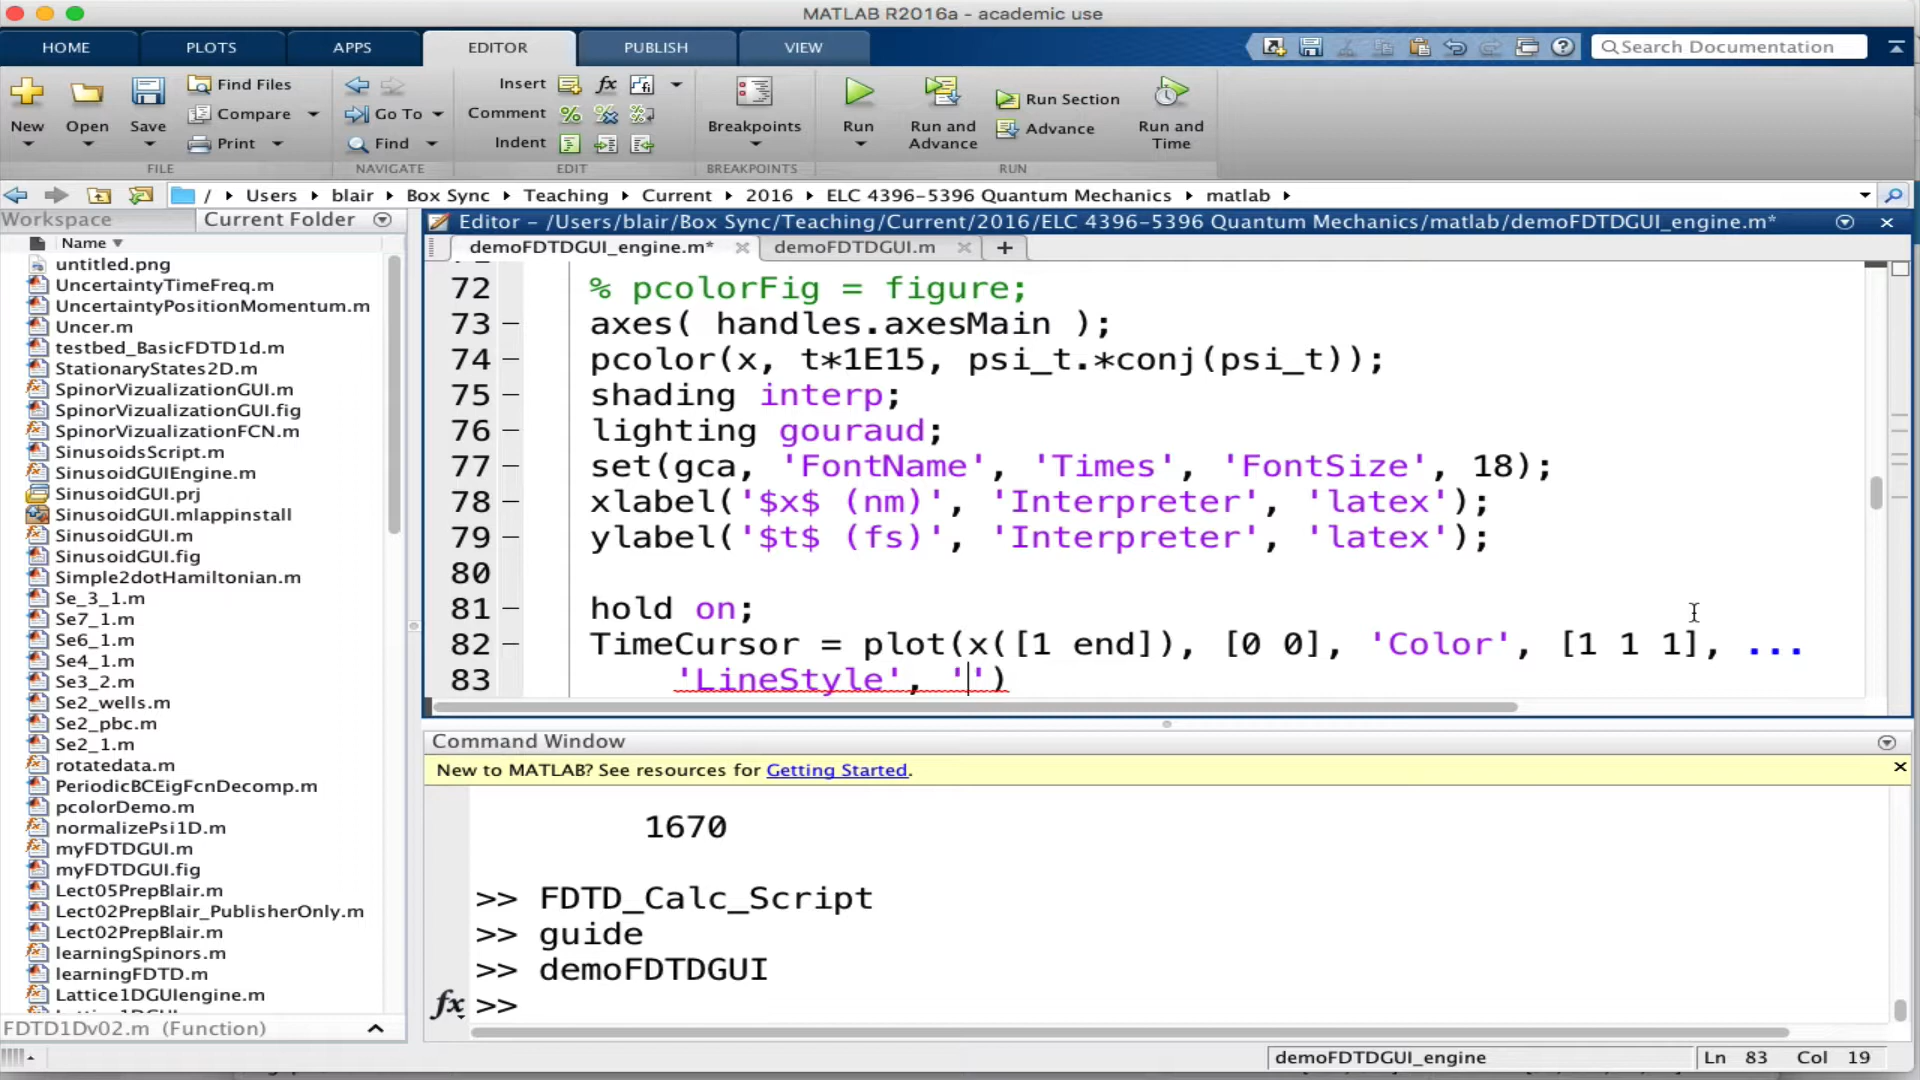 MATLAB R2016a - academic use
HOME PLOTS APPS EDITOR PUBLISH VIEW
Search Documentation
New Open Save
Find Files
Compare
Print
FILE
Go To
Find
NAVIGATE
Insert
Comment
Indent
EDIT
Breakpoints
BREAKPOINTS
Run
Run and Advance
Run Section
Advance
Run and Time
RUN
/ Users blair Box Sync Teaching Current 2016 ELC 4396-5396 Quantum Mechanics matlab
Workspace
Current Folder
Name
untitled.png
UncertaintyTimeFreq.m
UncertaintyPositionMomentum.m
Uncer.m
testbed_BasicFDTD1d.m
StationaryStates2D.m
SpinorVizualizationGUI.m
SpinorVizualizationGUI.fig
SpinorVizualizationFCN.m
SinusoidsScript.m
SinusoidGUIEngine.m
SinusoidGUI.prj
SinusoidGUI.mlappinstall
SinusoidGUI.m
SinusoidGUI.fig
Simple2dotHamiltonian.m
Se_3_1.m
Se7_1.m
Se6_1.m
Se4_1.m
Se3_2.m
Se2_wells.m
Se2_pbc.m
Se2_1.m
rotatedata.m
PeriodicBCEigFcnDecomp.m
pcolorDemo.m
normalizePsi1D.m
myFDTDGUI.m
myFDTDGUI.fig
Lect05PrepBlair.m
Lect02PrepBlair_PublisherOnly.m
Lect02PrepBlair.m
learningSpinors.m
learningFDTD.m
Lattice1DGUIengine.m
FDTD1Dv02.m (Function)
Editor - /Users/blair/Box Sync/Teaching/Current/2016/ELC 4396-5396 Quantum Mechanics/matlab/demoFDTDGUI_engine.m*
demoFDTDGUI_engine.m* demoFDTDGUI.m +
72 % pcolorFig = figure;
73 axes( handles.axesMain );
74 pcolor(x, t*1E15, psi_t.*conj(psi_t));
75 shading interp;
76 lighting gouraud;
77 set(gca, 'FontName', 'Times', 'FontSize', 18);
78 xlabel('$x$ (nm)', 'Interpreter', 'latex');
79 ylabel('$t$ (fs)', 'Interpreter', 'latex');
80
81 hold on;
82 TimeCursor = plot(x([1 end]), [0 0], 'Color', [1 1 1], ...
83 'LineStyle', '')
Command Window
New to MATLAB? See resources for Getting Started.
1670
>> FDTD_Calc_Script
>> guide
>> demoFDTDGUI
fx >>
demoFDTDGUI_engine Ln 83 Col 19